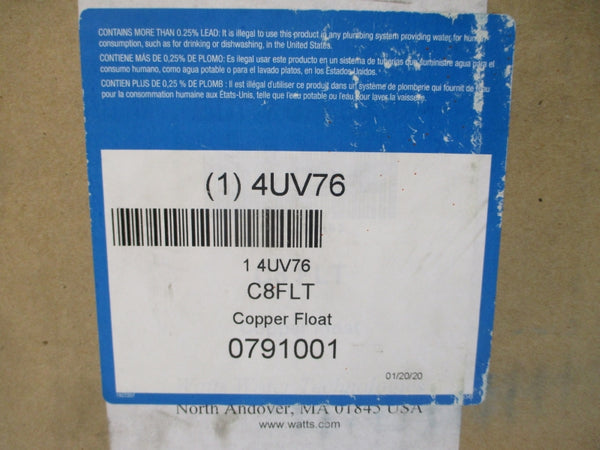 CONTAINS MORE THAN 0.25% LEAD: It is illegal to use this product in any plumbing system providing water for human
consumption, such as for drinking or dishwashing, in the United States.
CONTIENE MÁS DE 0,25% DE PLOMO: Es ilegal usar este producto en un sistema de tuberías que suministre agua para el
consumo humano, como agua potable o para el lavado platos, en los Estados Unidos.
CONTIEN PLUS DE 0,25 % DE PLOMB : Il est illégal d'utiliser ce produit dans un système de plomberie qui fournit de l'eau
pour la consommation humaine aux États-Unis, telle que l'eau potable ou l'eau pour laver la vaisselle.
(1) 4UV76
1 4UV76
C8FLT
Copper Float
0791001
01/20/20
North Andover, MA 01845 USA
www.watts.com